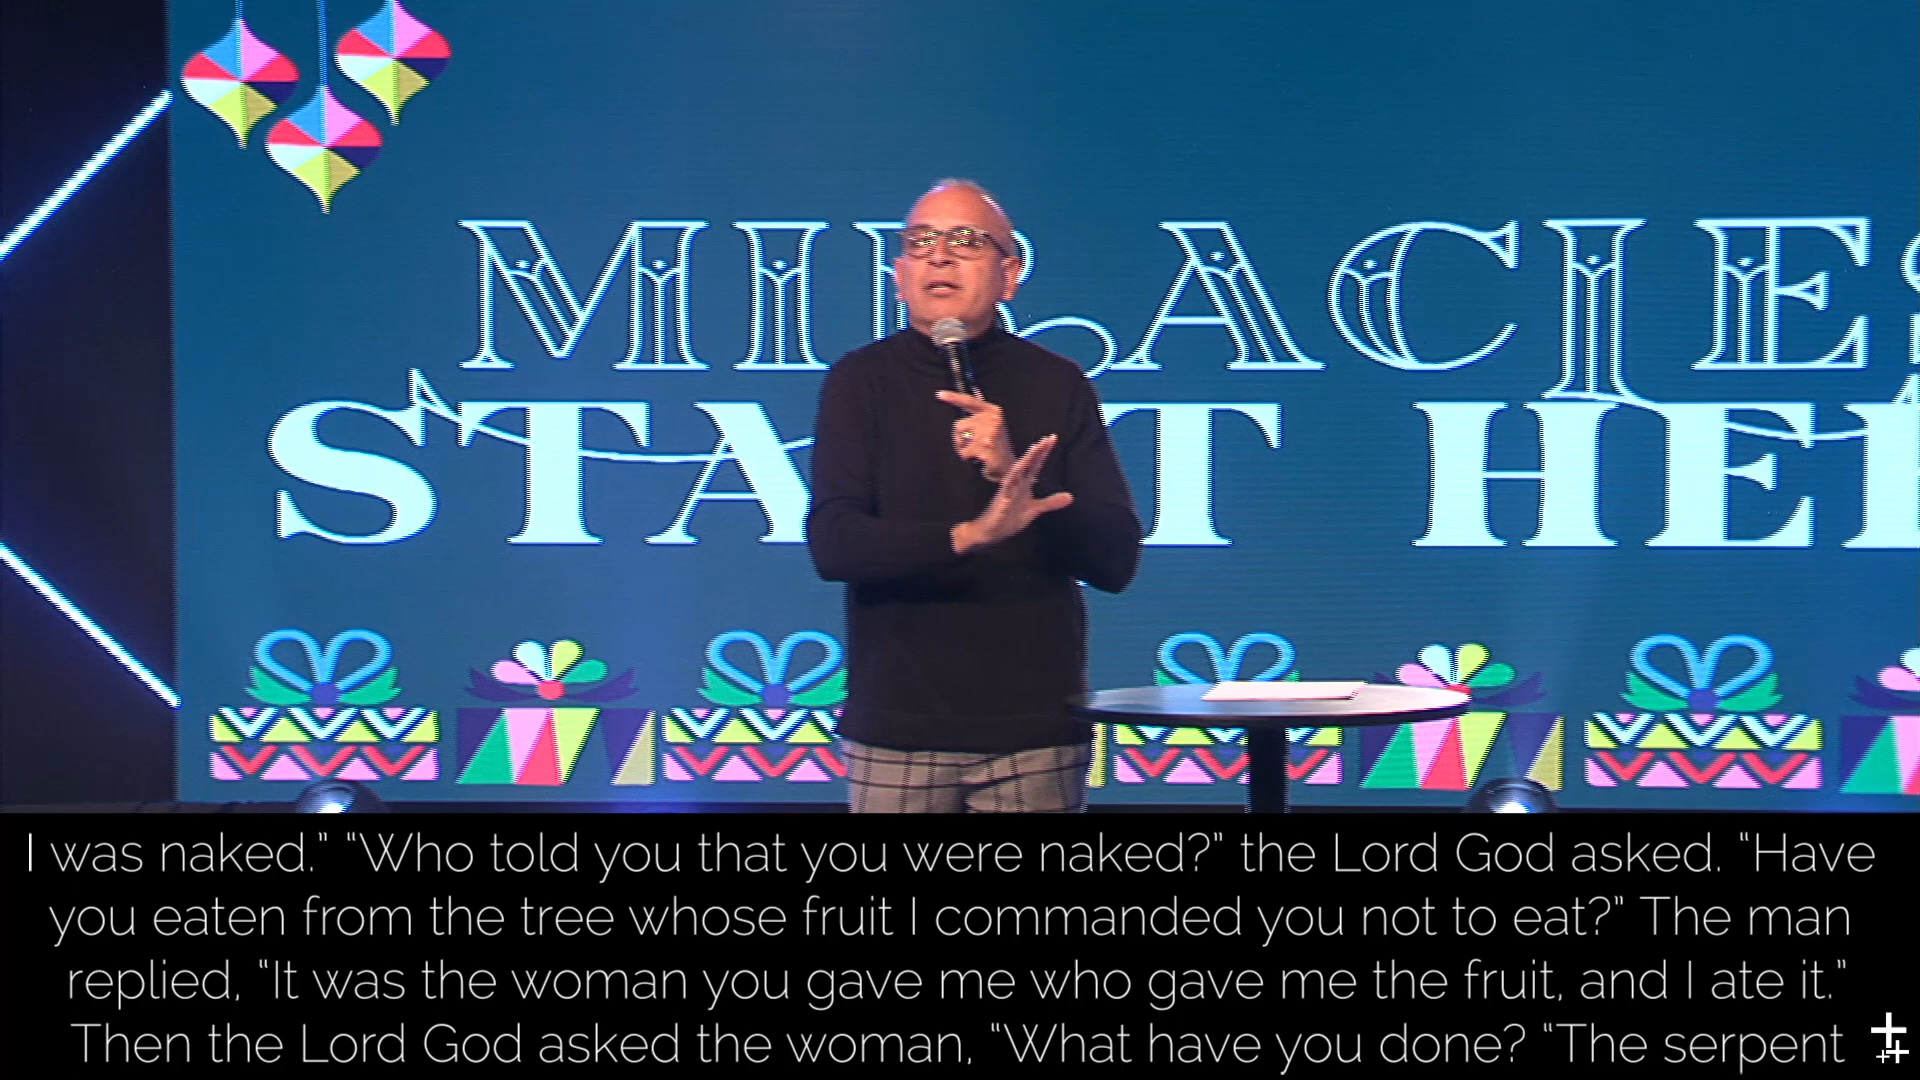 MIRACLES
START HE
I was naked.” “Who told you that you were naked?” the Lord God asked. “Have
you eaten from the tree whose fruit I commanded you not to eat?” The man
replied, “It was the woman you gave me who gave me the fruit, and I ate it.”
Then the Lord God asked the woman, “What have you done? “The serpent